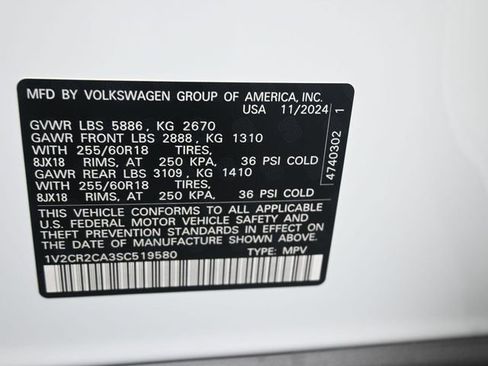 MFD BY VOLKSWAGEN GROUP OF AMERICA, INC.
USA 11/2024
GVWR LBS 5886, KG 2670
GAWR FRONT LBS 2888, KG 1310
WITH 255/60R18 TIRES,
8JX18 RIMS, AT 250 KPA, 36 PSI COLD
GAWR REAR LBS 3109, KG 1410
WITH 255/60R18 TIRES,
8JX18 RIMS, AT 250 KPA, 36 PSI COLD
THIS VEHICLE CONFORMS TO ALL APPLICABLE
U.S. FEDERAL MOTOR VEHICLE SAFETY AND
THEFT PREVENTION STANDARDS IN EFFECT ON
THE DATE OF MANUFACTURE SHOWN ABOVE.
1V2CR2CA3SC519580 TYPE: MPV
4740302 1